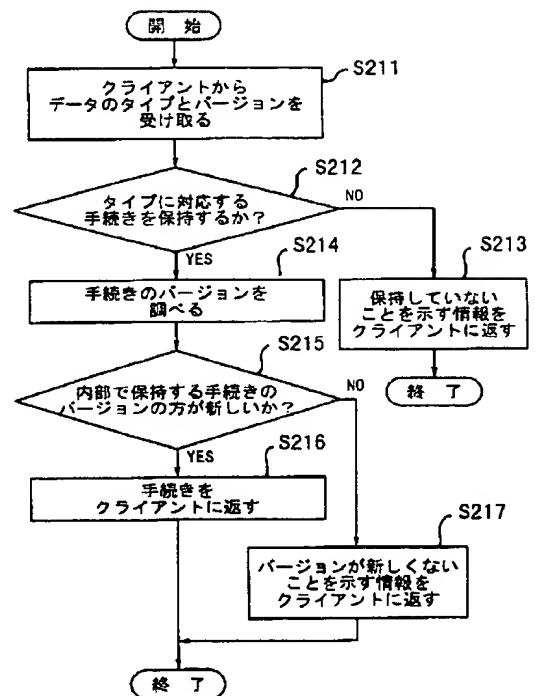 開 始
S211
クライアントから
データのタイプとバージョンを
受け取る
S212
タイプに対応する
手続きを保持するか?
NO
YES
S214
手続きのバージョンを
調べる
S213
保持していない
ことを示す情報を
クライアントに返す
終 了
S215
内部で保持する手続きの
バージョンの方が新しいか?
NO
YES
S216
手続きを
クライアントに返す
S217
バージョンが新しくない
ことを示す情報を
クライアントに返す
終 了